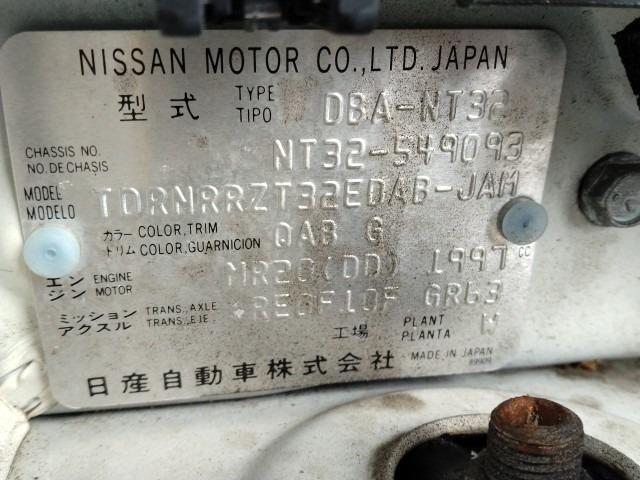 NISSAN MOTOR CO.,LTD. JAPAN
型式 TYPE TIPO DBA-NT32
CHASSIS NO. NO DE CHASIS NT32-549093
MODEL MODELO TDRNRRZT32EDAB-JAM
カラー COLOR,TRIM
トリム COLOR,GUARNICION QAB G
エンジン ENGINE MOTOR MR20(DD) 1997 CC
ミッション TRANS.,AXLE
アクスル TRANS.,EJE RE0F10F GR63
工場 PLANT PLANTA W
日産自動車株式会社 MADE IN JAPAN
89909